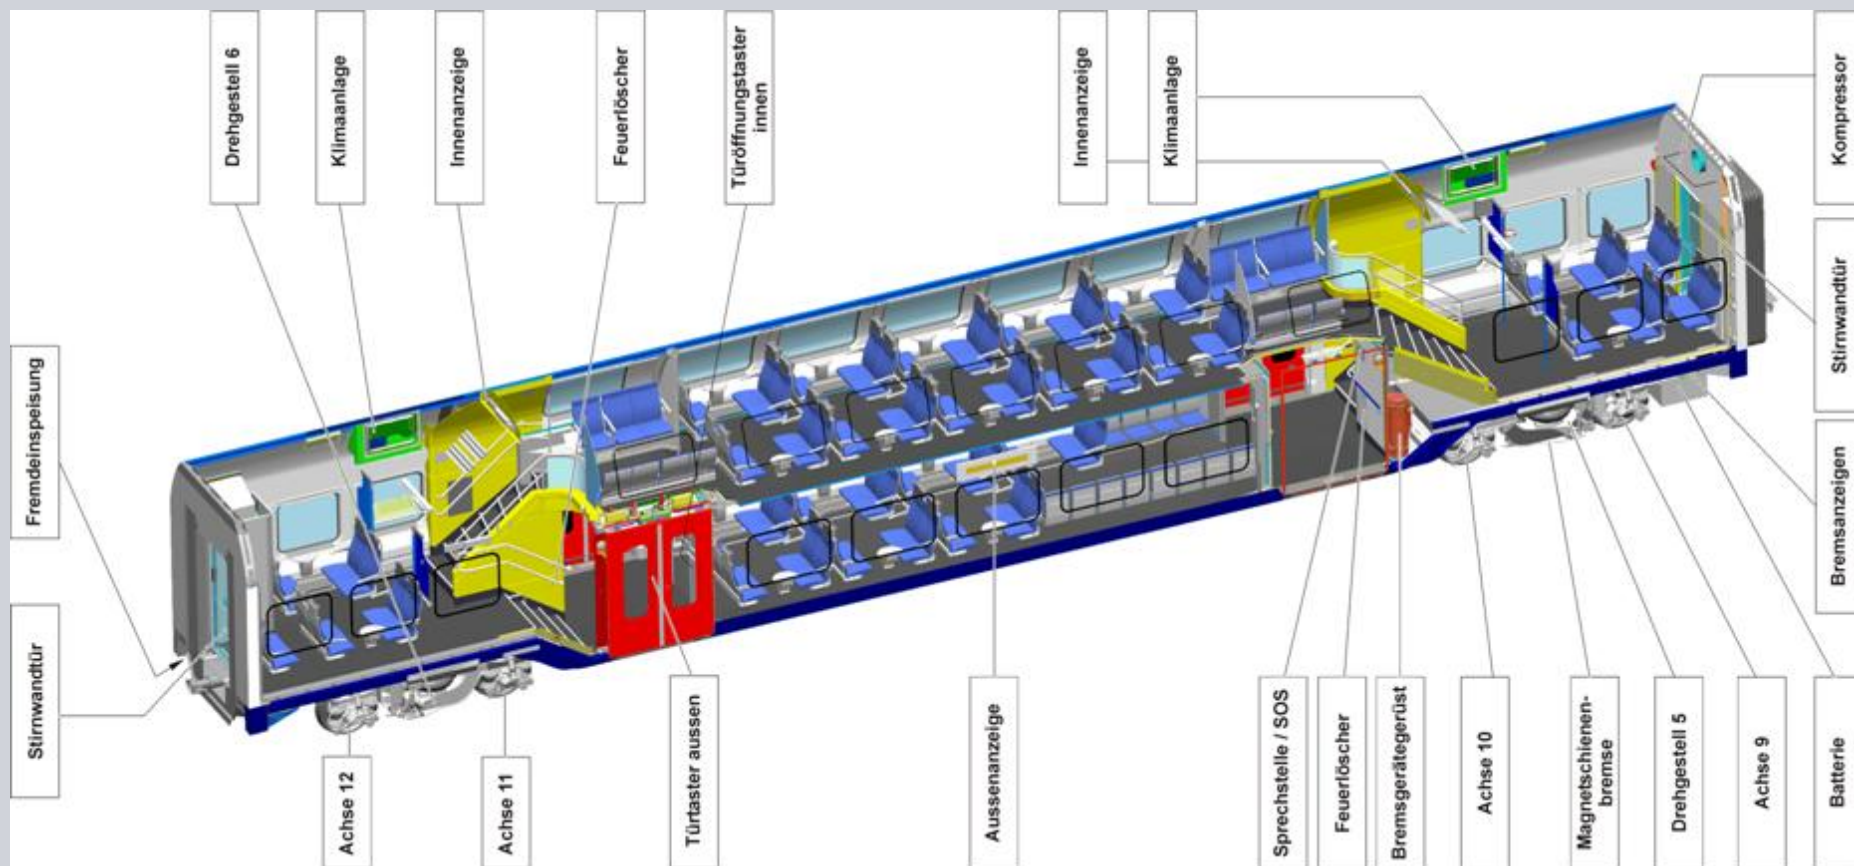 Drehgestell 6
Klimaanlage
Innenanzeige
Feuerlöscher
Türöffnungstaster
innen
Innenanzeige
Klimaanlage
Kompressor
Stirnwandtür
Bremsanzeigen
Fremdeinspeisung
Stirnwandtür
Achse 12
Achse 11
Türtaster aussen
Aussenanzeige
Sprechstelle / SOS
Feuerlöscher
Bremsgerätegerüst
Achse 10
Magnetschienen-
bremse
Drehgestell 5
Achse 9
Batterie